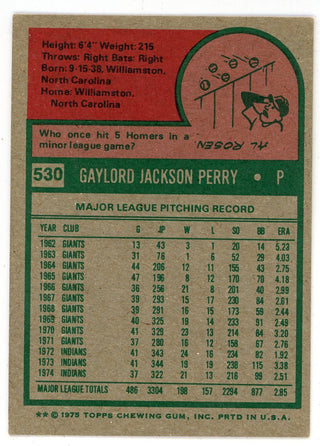 Height: 6'4" Weight: 215
Throws: Right Bats: Right
Born: 9-15-38, Williamston,
North Carolina
Home: Williamston,
North Carolina
AL ROSEN
Who once hit 5 Homers in a
minor league game?
530 GAYLORD JACKSON PERRY • P
MAJOR LEAGUE PITCHING RECORD
YEAR CLUB G IP W L SO BB ERA
1962 GIANTS 13 43 3 1 20 14 5.23
1963 GIANTS 31 76 1 6 52 29 4.03
1964 GIANTS 44 206 12 11 155 43 2.75
1965 GIANTS 47 196 8 12 170 70 4.18
1966 GIANTS 36 256 21 8 201 40 2.99
1967 GIANTS 39 293 15 17 230 84 2.61
1968 GIANTS 39 291 16 15 173 59 2.44
1969 GIANTS 40 325 19 14 233 91 2.49
1970 GIANTS 41 329 23 13 214 84 3.20
1971 GIANTS 37 280 16 12 158 67 2.76
1972 INDIANS 41 343 24 16 234 82 1.92
1973 INDIANS 41 344 19 19 238 115 3.38
1974 INDIANS 37 322 21 13 216 99 2.51
MAJOR LEAGUE TOTALS 486 3304 198 157 2294 877 2.85
** © 1975 TOPPS CHEWING GUM, INC. PRTD IN U.S.A.